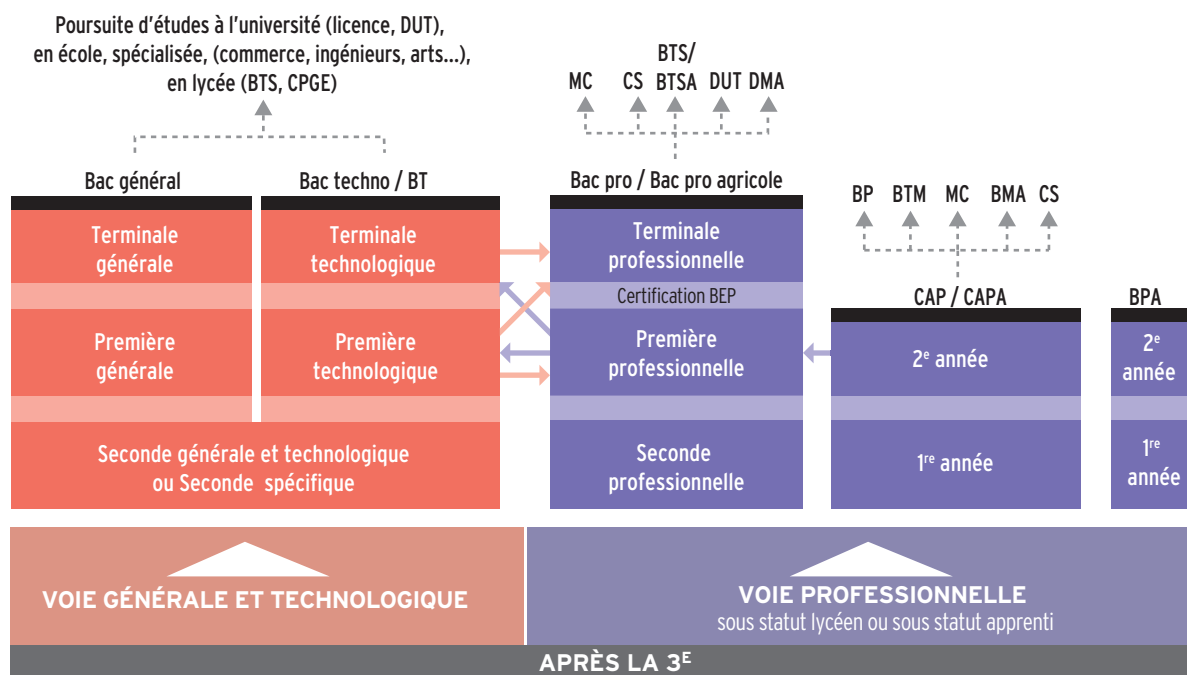 Poursuite d'études à l'université (licence, DUT),
en école, spécialisée, (commerce, ingénieurs, arts...),
en lycée (BTS, CPGE)
MC CS BTS/
BTSA DUT DMA
Bac général
Bac techno / BT
Bac pro / Bac pro agricole
BP BTM MC BMA CS
Terminale
générale
Terminale
technologique
Terminale
professionnelle
Certification BEP
CAP / CAPA
BPA
Première
générale
Première
technologique
Première
professionnelle
2e année
2e
année
Seconde générale et technologique
ou Seconde spécifique
Seconde
professionnelle
1re année
1re
année
VOIE GÉNÉRALE ET TECHNOLOGIQUE
VOIE PROFESSIONNELLE
sous statut lycéen ou sous statut apprenti
APRÈS LA 3E